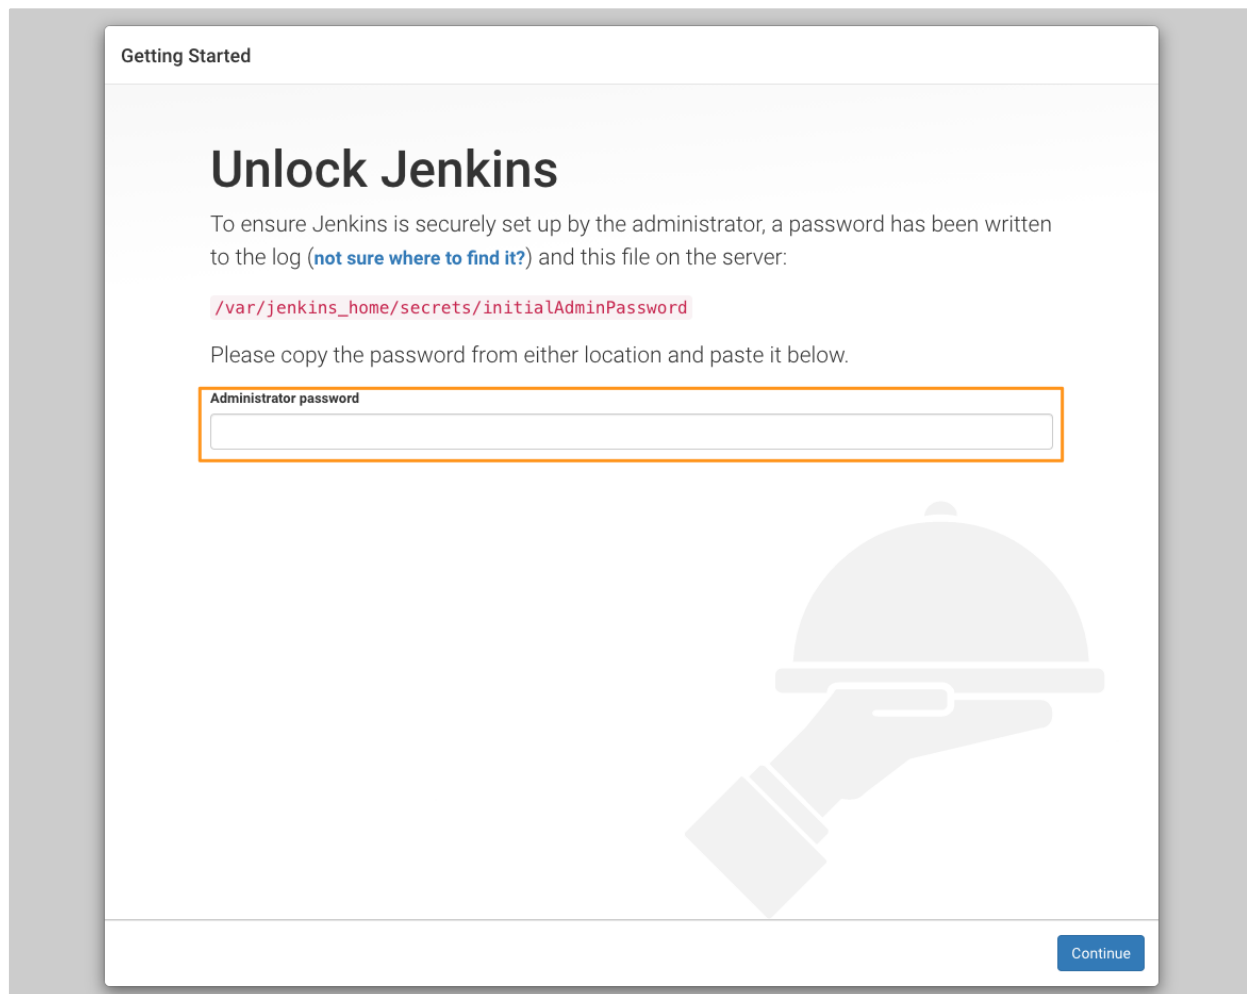 Getting Started
Unlock Jenkins
To ensure Jenkins is securely set up by the administrator, a password has been written
to the log (not sure where to find it?) and this file on the server:
/var/jenkins_home/secrets/initialAdminPassword
Please copy the password from either location and paste it below.
Administrator password
Continue